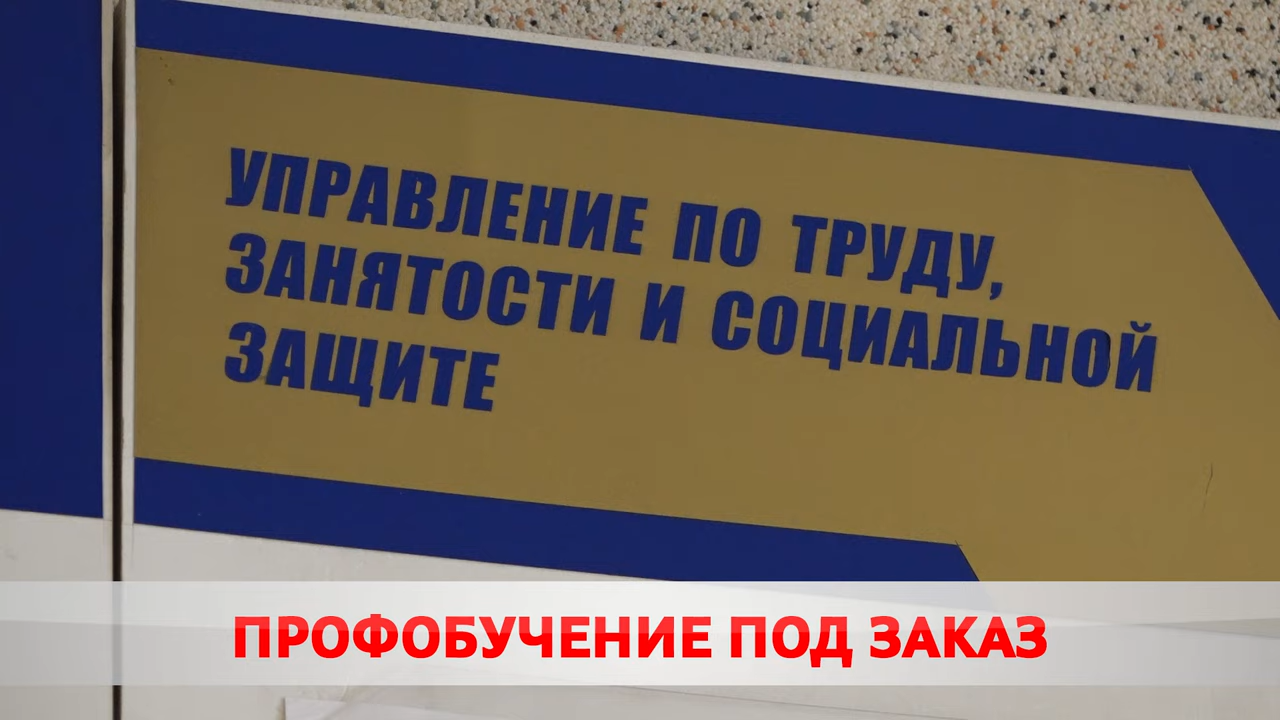 УПРАВЛЕНИЕ ПО ТРУДУ,
ЗАНЯТОСТИ И СОЦИАЛЬНОЙ
ЗАЩИТЕ
ПРОФОБУЧЕНИЕ ПОД ЗАКАЗ